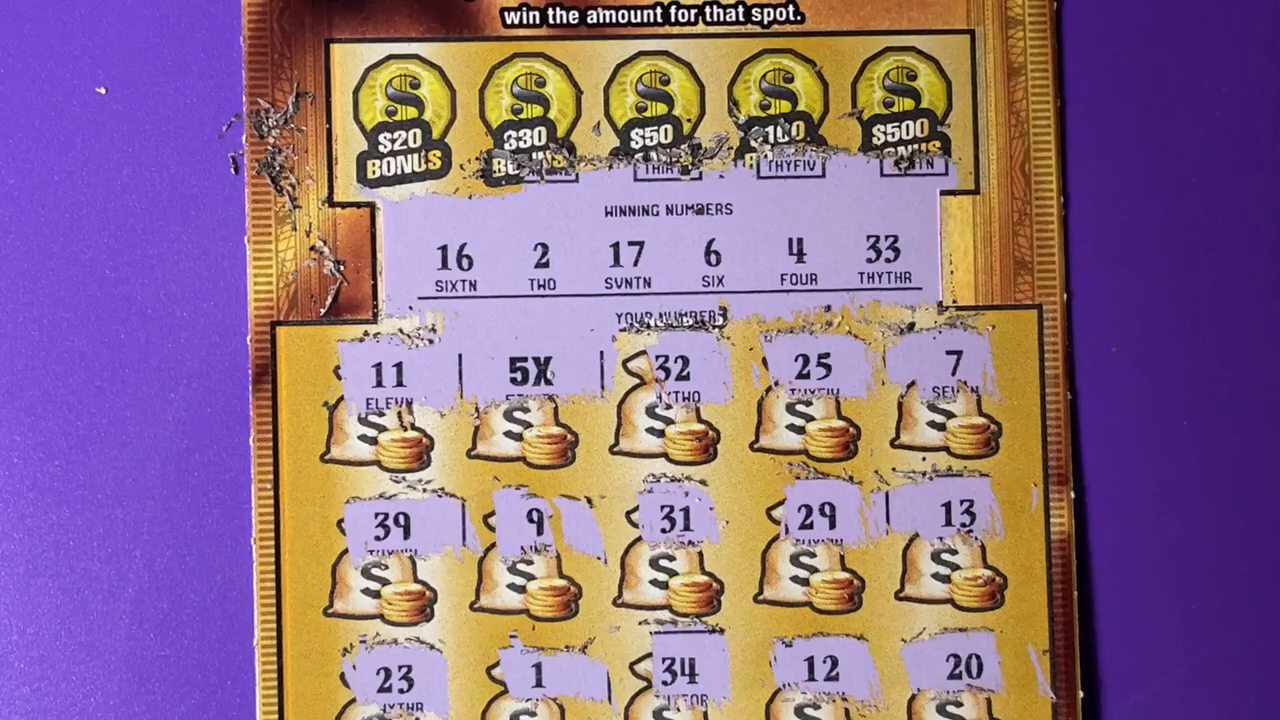 win the amount for that spot.
$20 $30 $50 $100 $500
BONUS
THYFIV
WINNING NUMBERS
16 2 17 6 4 33
SIXTN TWO SVNTN SIX FOUR THYTHR
YOUR NUMBERS
11 5X 32 25 7
ELEVN
39 9 31 29 13
23 1 34 12 20